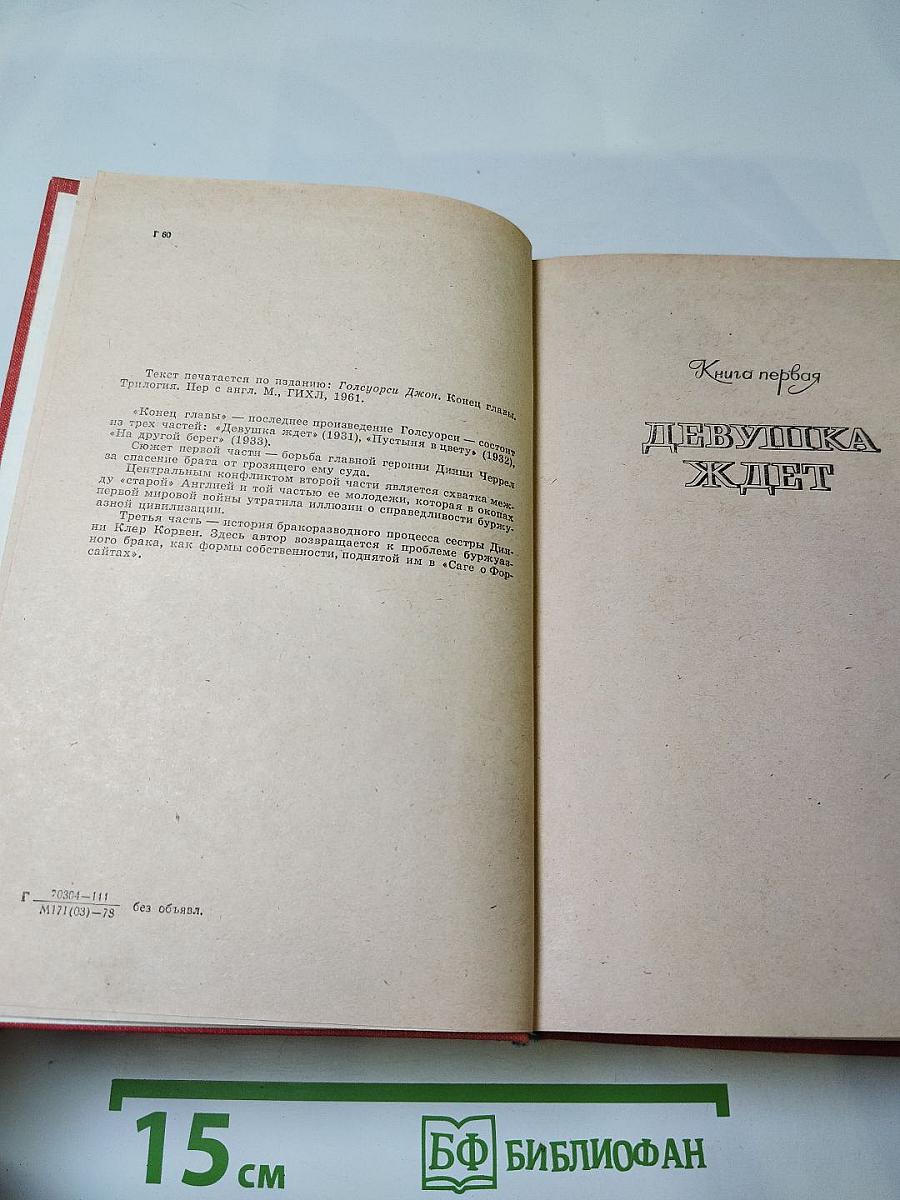 Г 60
Текст печатается по изданию: Голсуорси Джон. Конец главы.
Трилогия. Пер с англ. М., ГИХЛ, 1961.
«Конец главы» — последнее произведение Голсуорси — состоит
из трех частей: «Девушка ждет» (1931), «Пустыня в цвету» (1932),
«На другой берег» (1933).
Сюжет первой части — борьба главной героини Динни Черрел
за спасение брата от грозящего ему суда.
Центральным конфликтом второй части является схватка меж-
ду «старой» Англией и той частью ее молодежи, которая в окопах
первой мировой войны утратила иллюзии о справедливости буржу-
азной цивилизации.
Третья часть — история бракоразводного процесса сестры Дин-
ни Клер Корвен. Здесь автор возвращается к проблеме буржуаз-
ного брака, как формы собственности, поднятой им в «Саге о Фор-
сайтах».
Г 70304—111
М171(03)—78 без объявл.
Книга первая
ДЕВУШКА
ЖДЕТ
15 см
БФ БИБЛИОФАН